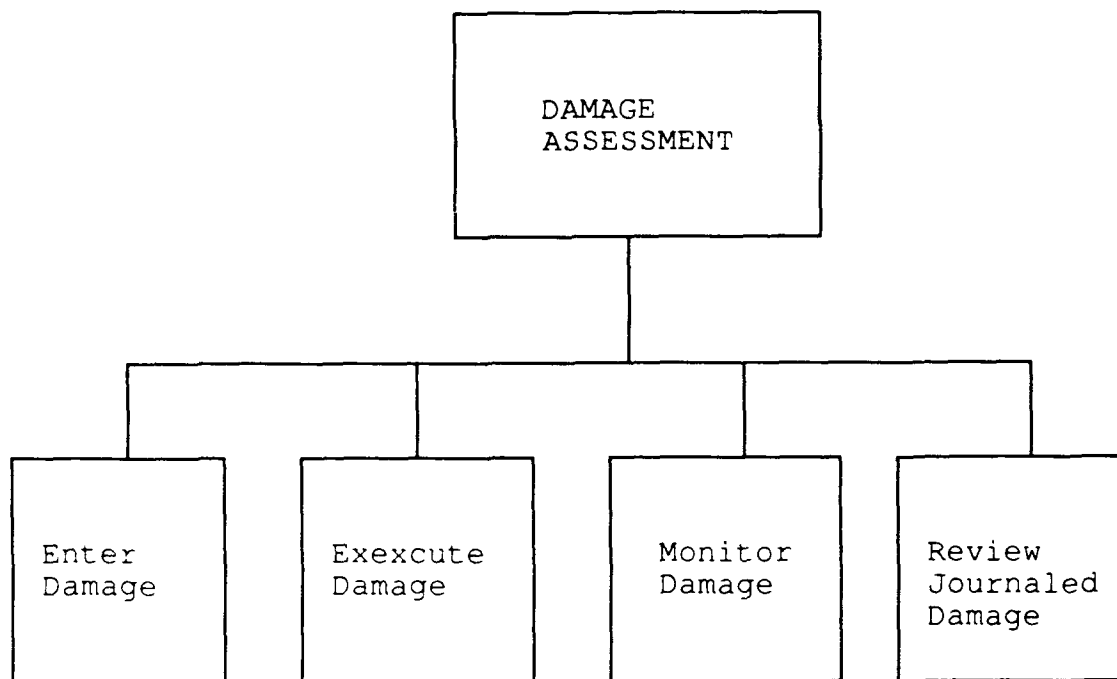 DAMAGE
ASSESSMENT
Enter
Damage
Exexcute
Damage
Monitor
Damage
Review
Journaled
Damage